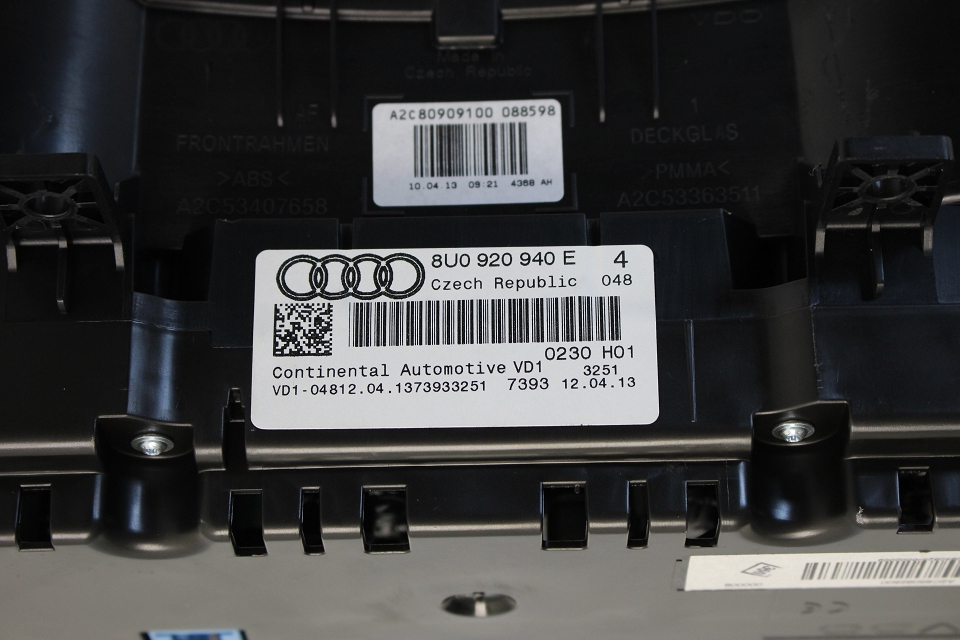 VDO
Made in
Czech Republic
A2C80909100 088598
10.04.13 09:21 4368 AH
FRONTRAHMEN
>ABS<
A2C53407658
1
DECKGLAS
>PMMA<
A2C53363511
8U0 920 940 E 4
Czech Republic 048
0230 H01
Continental Automotive VD1 3251
VD1-04812.04.1373933251 7393 12.04.13